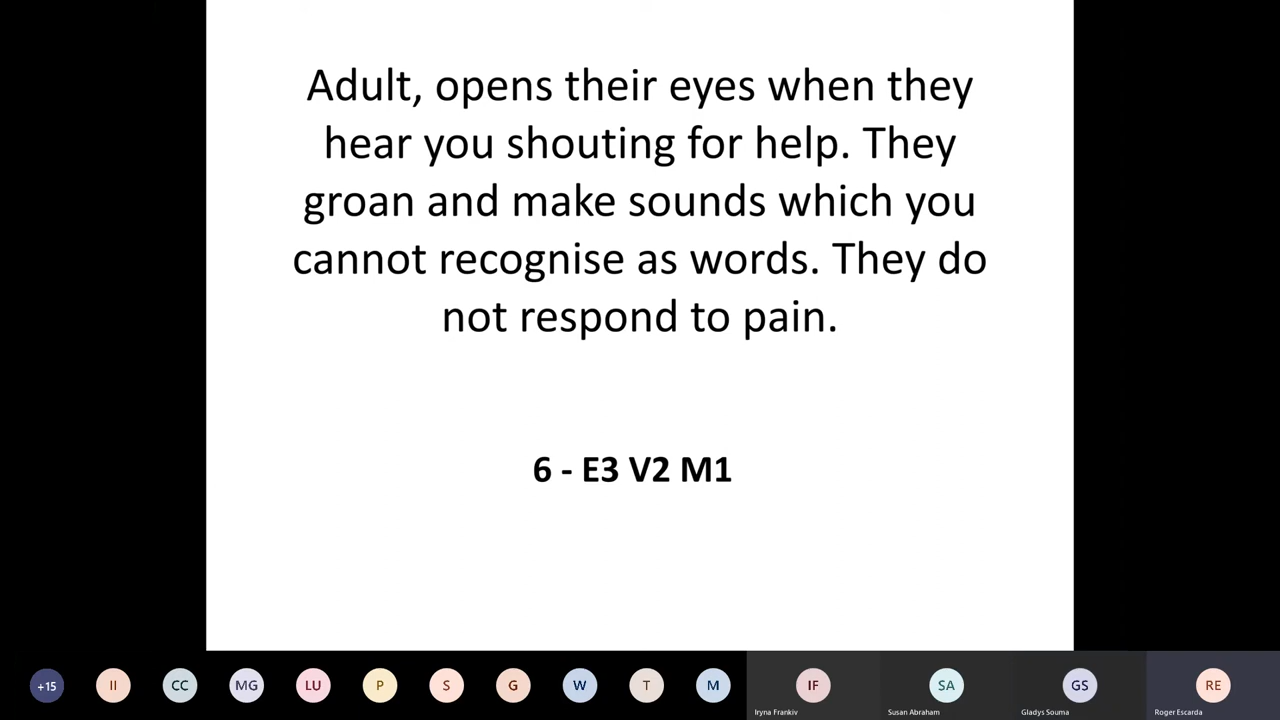 Adult, opens their eyes when they
hear you shouting for help. They
groan and make sounds which you
cannot recognise as words. They do
not respond to pain.
6 - E3 V2 M1
+15 II CC MG LU P S G W T M IF SA GS RE
Iryna Frankiv Susan Abraham Gladys Souma Roger Escarda